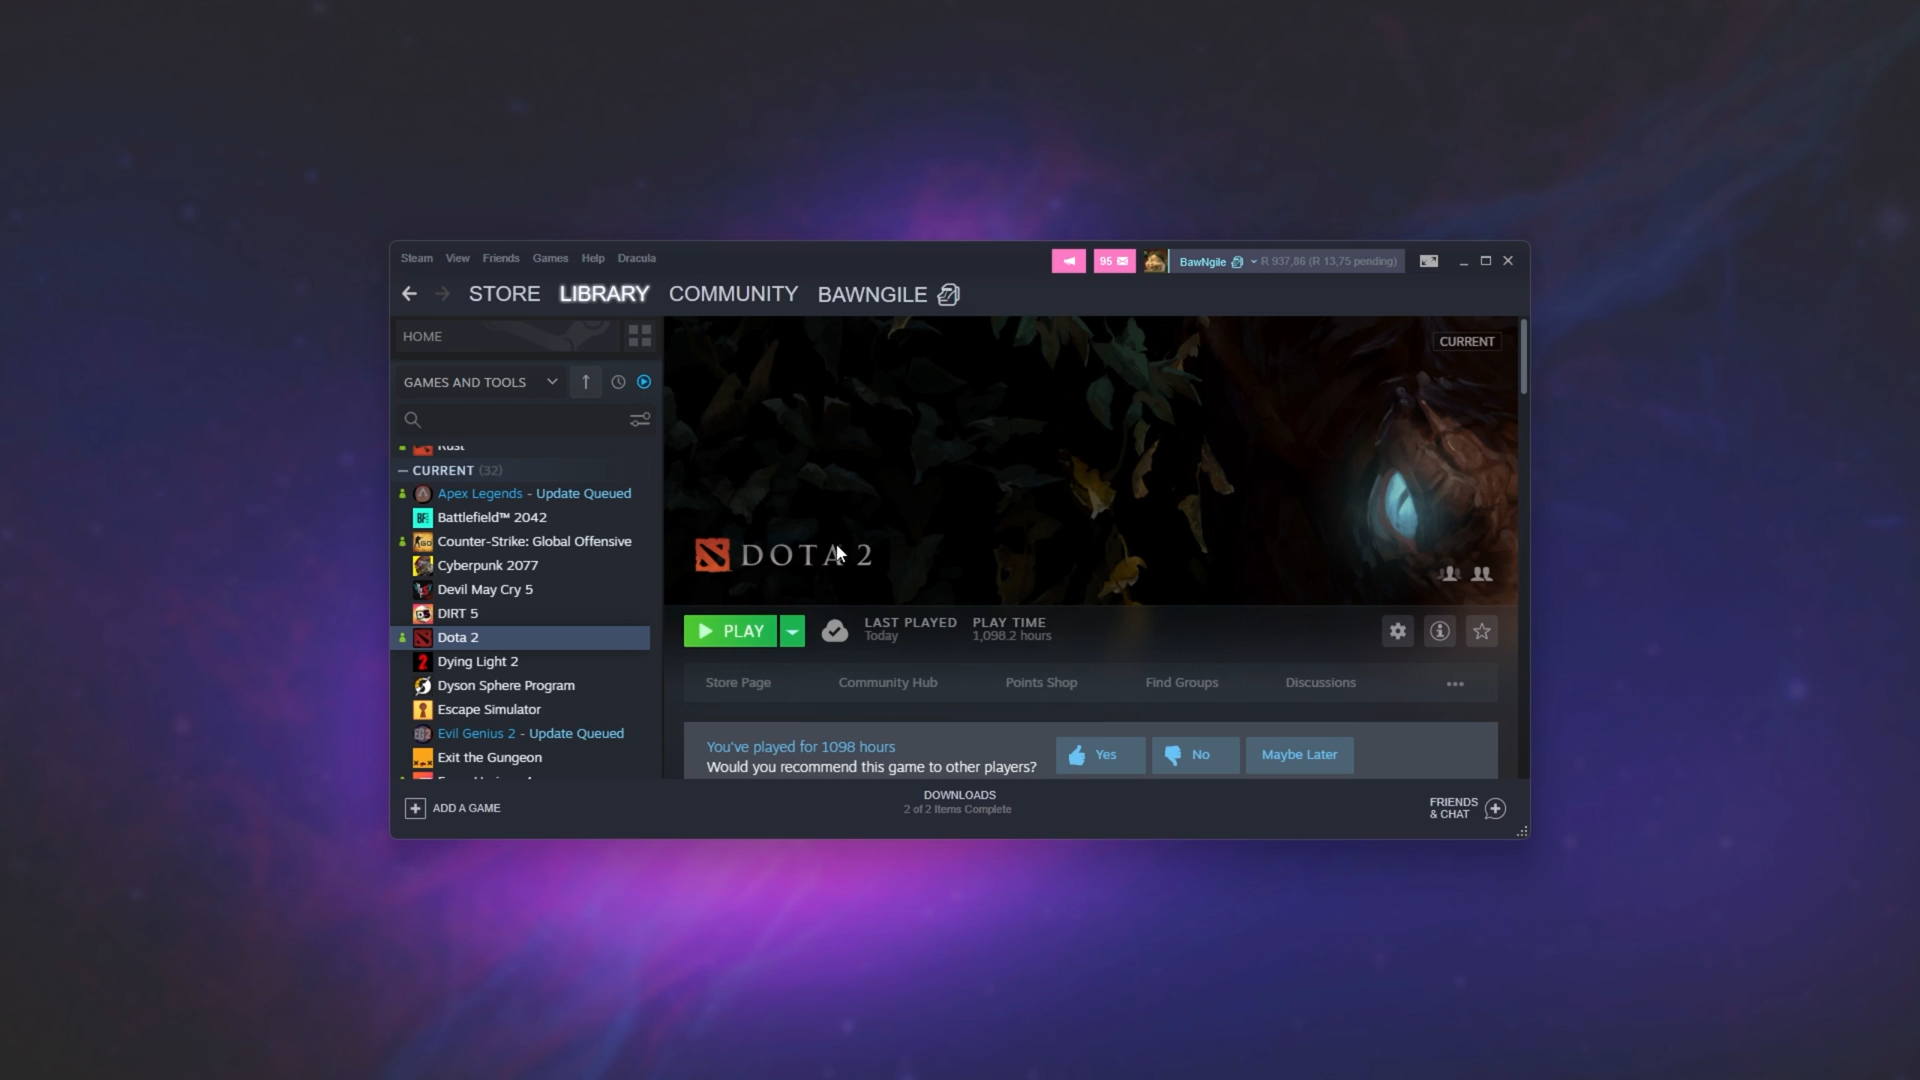 Steam View Friends Games Help Dracula
95
BawNgile
R 937,86 (R 13,75 pending)
STORE LIBRARY COMMUNITY BAWNGILE
HOME
CURRENT
GAMES AND TOOLS
Rust
CURRENT (32)
Apex Legends - Update Queued
Battlefield™ 2042
Counter-Strike: Global Offensive
Cyberpunk 2077
Devil May Cry 5
DIRT 5
Dota 2
Dying Light 2
Dyson Sphere Program
Escape Simulator
Evil Genius 2 - Update Queued
Exit the Gungeon
DOTA 2
PLAY
LAST PLAYED
Today
PLAY TIME
1,098.2 hours
Store Page Community Hub Points Shop Find Groups Discussions
You've played for 1098 hours
Would you recommend this game to other players?
Yes
No
Maybe Later
ADD A GAME
DOWNLOADS
2 of 2 Items Complete
FRIENDS
& CHAT